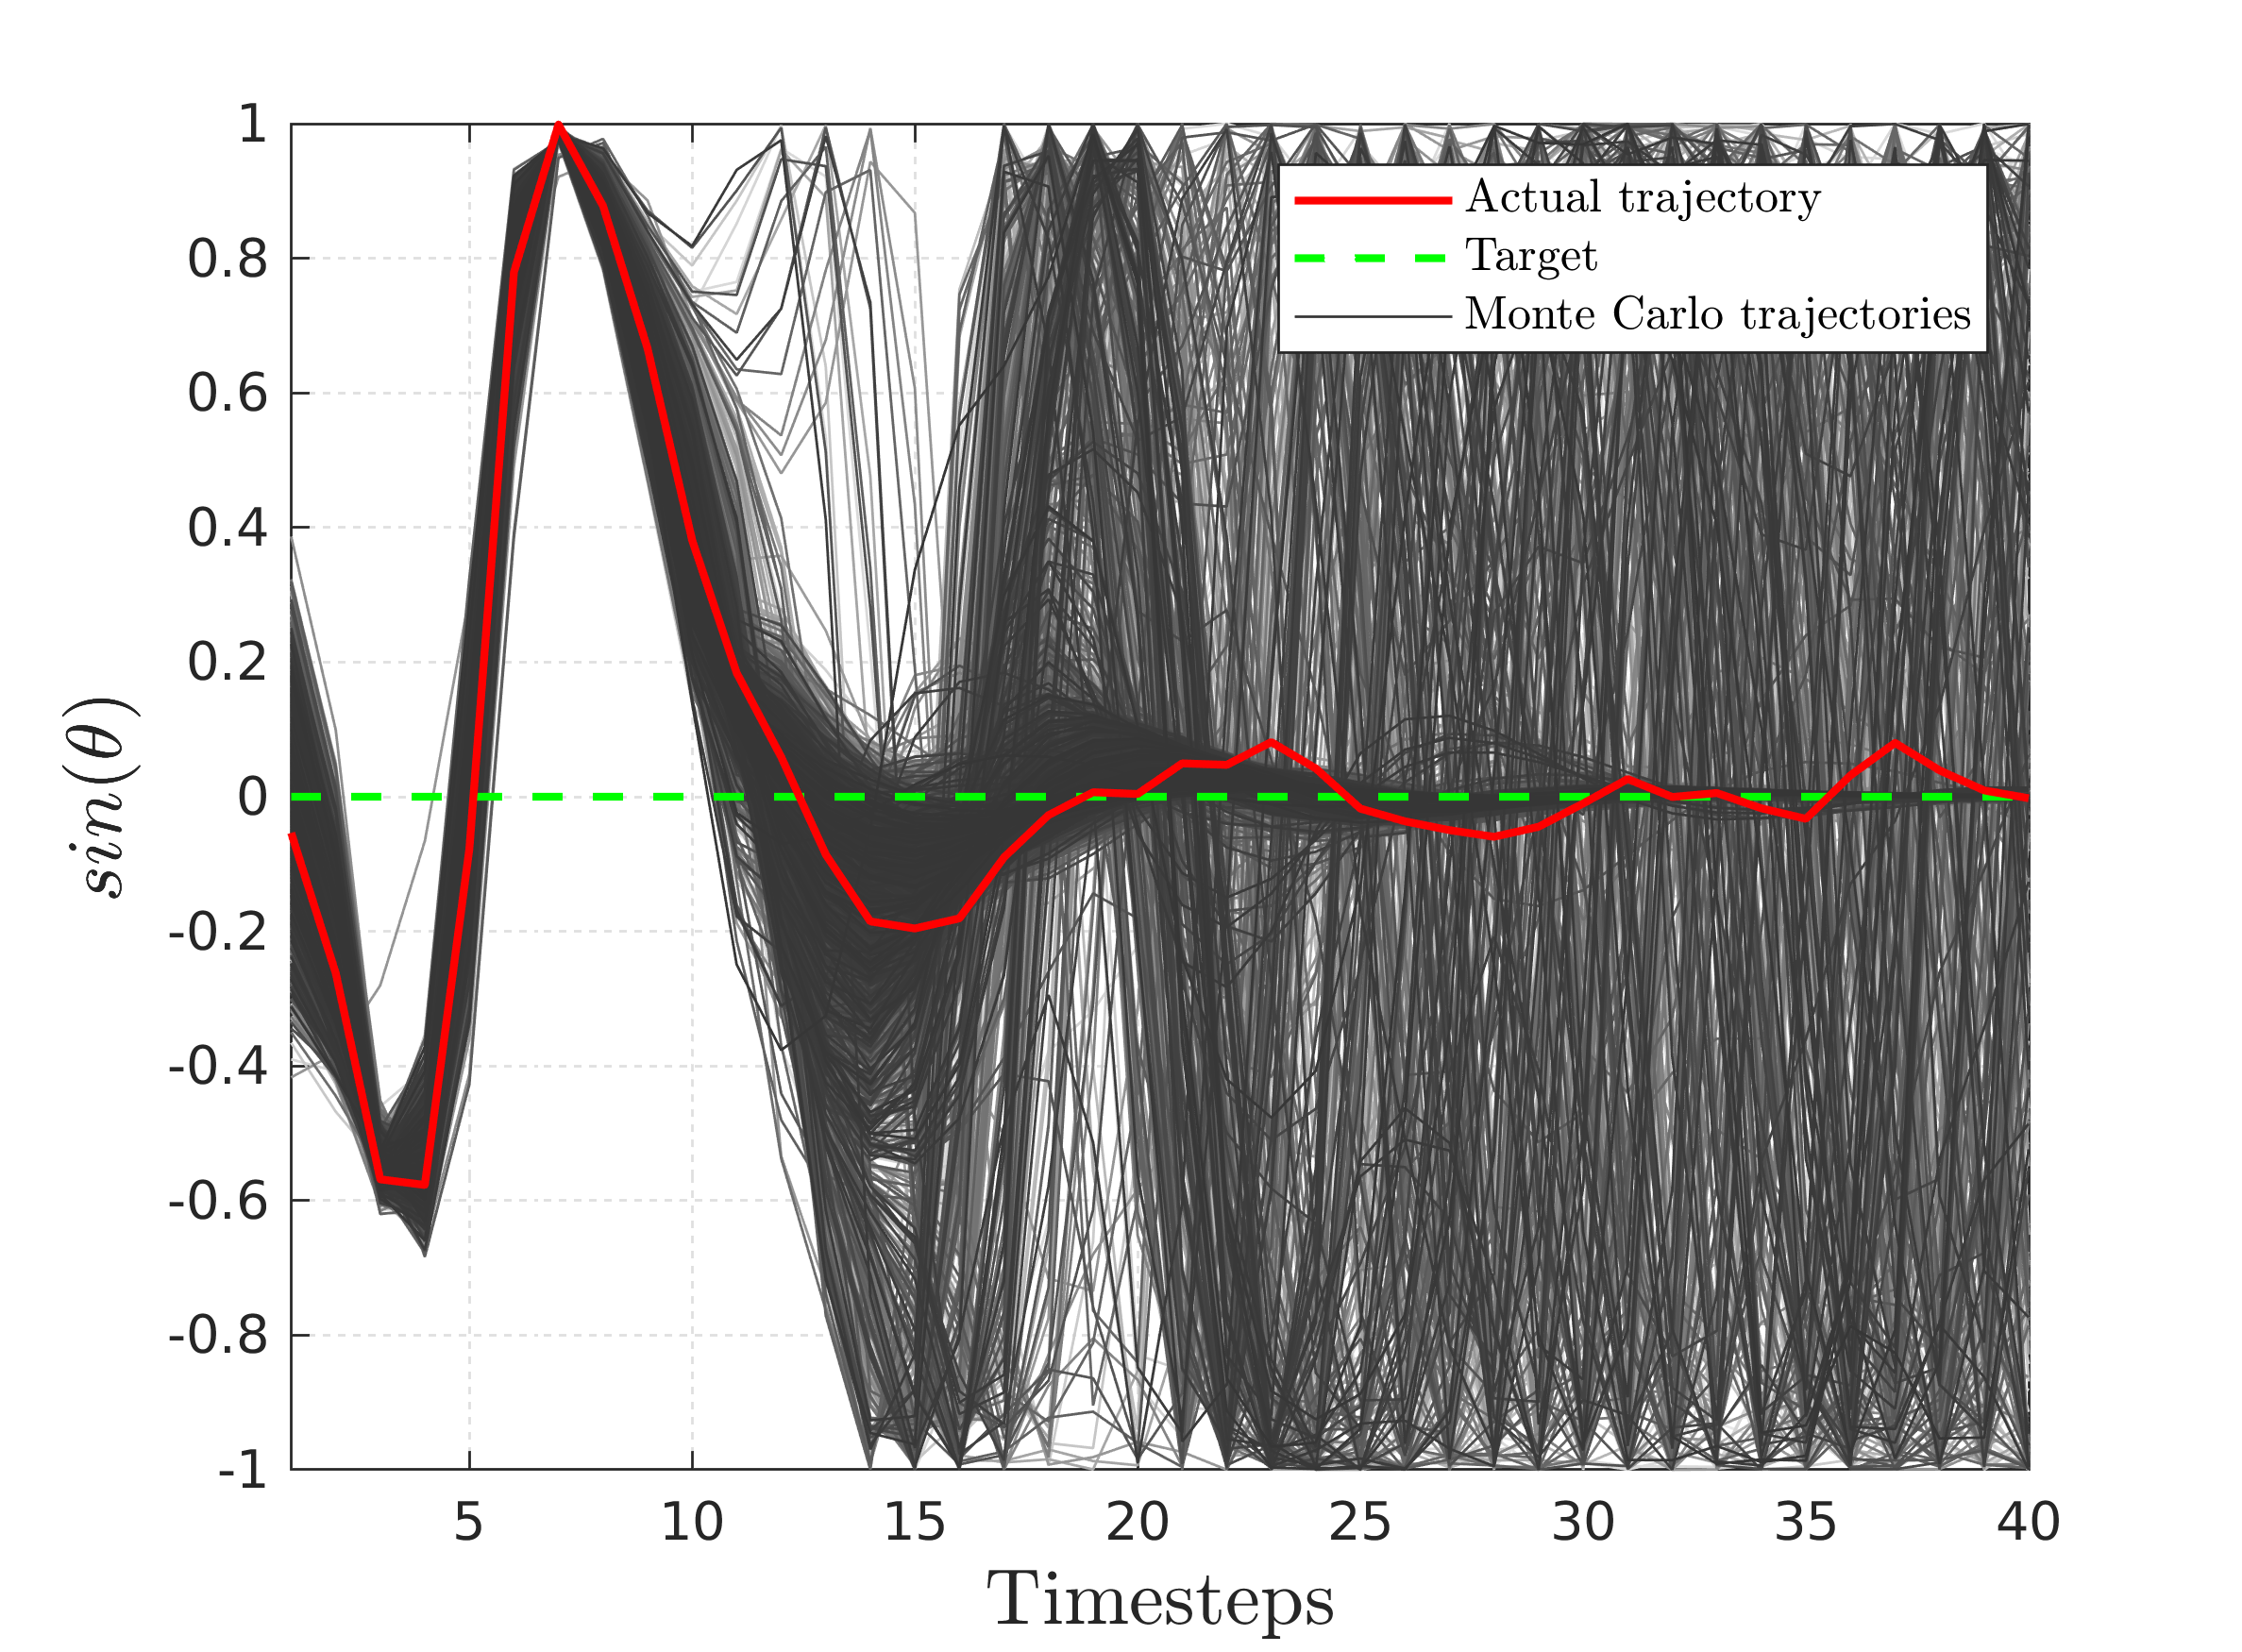 1
0.8
0.6
0.4
0.2
0
-0.2
-0.4
-0.6
-0.8
-1
sin(θ)
Actual trajectory
Target
Monte Carlo trajectories
5 10 15 20 25 30 35 40
Timesteps